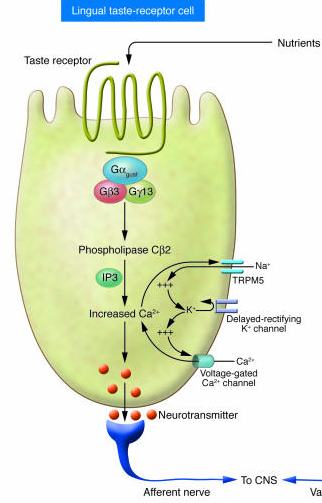 Lingual taste-receptor cell
Nutrients
Taste receptor
Gα gust
Gβ3 Gγ13
Phospholipase Cβ2
IP3
Na⁺
TRPM5
+++
Increased Ca²⁺
K⁺
Delayed-rectifying
K⁺ channel
+++
Ca²⁺
Voltage-gated
Ca²⁺ channel
Neurotransmitter
To CNS
Va
Afferent nerve